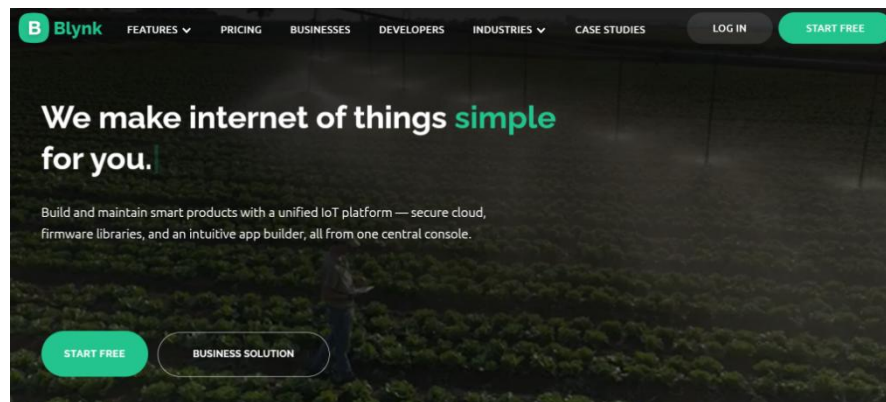 B Blynk FEATURES PRICING BUSINESSES DEVELOPERS INDUSTRIES CASE STUDIES LOG IN START FREE
We make internet of things simple
for you.
Build and maintain smart products with a unified IoT platform — secure cloud,
firmware libraries, and an intuitive app builder, all from one central console.
START FREE BUSINESS SOLUTION